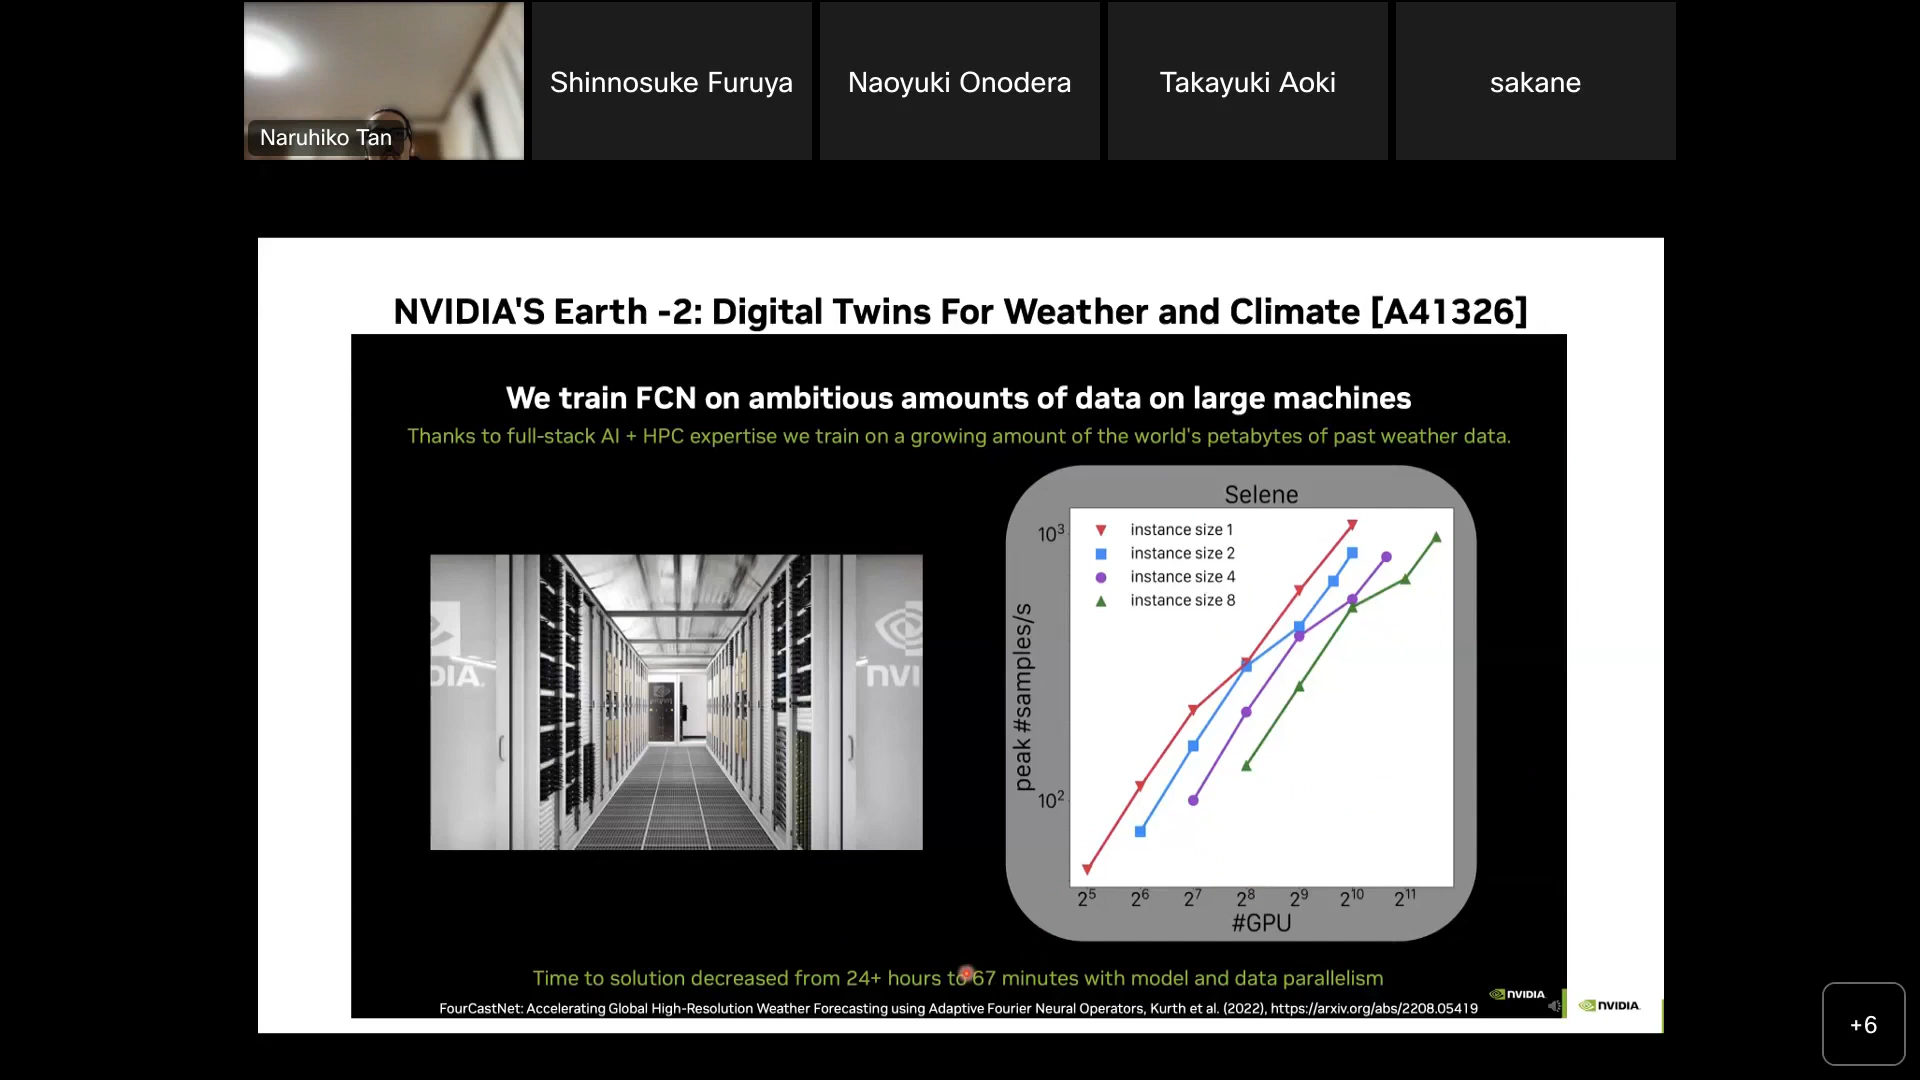 Naruhiko Tan
Shinnosuke Furuya
Naoyuki Onodera
Takayuki Aoki
sakane
NVIDIA'S Earth -2: Digital Twins For Weather and Climate [A41326]
We train FCN on ambitious amounts of data on large machines
Thanks to full-stack AI + HPC expertise we train on a growing amount of the world's petabytes of past weather data.
DIA
NVI
Selene
instance size 1
instance size 2
instance size 4
instance size 8
10³
10²
peak #samples/s
2⁵ 2⁶ 2⁷ 2⁸ 2⁹ 2¹⁰ 2¹¹
#GPU
Time to solution decreased from 24+ hours to 67 minutes with model and data parallelism
FourCastNet: Accelerating Global High-Resolution Weather Forecasting using Adaptive Fourier Neural Operators, Kurth et al. (2022), https://arxiv.org/abs/2208.05419
NVIDIA
NVIDIA
+6